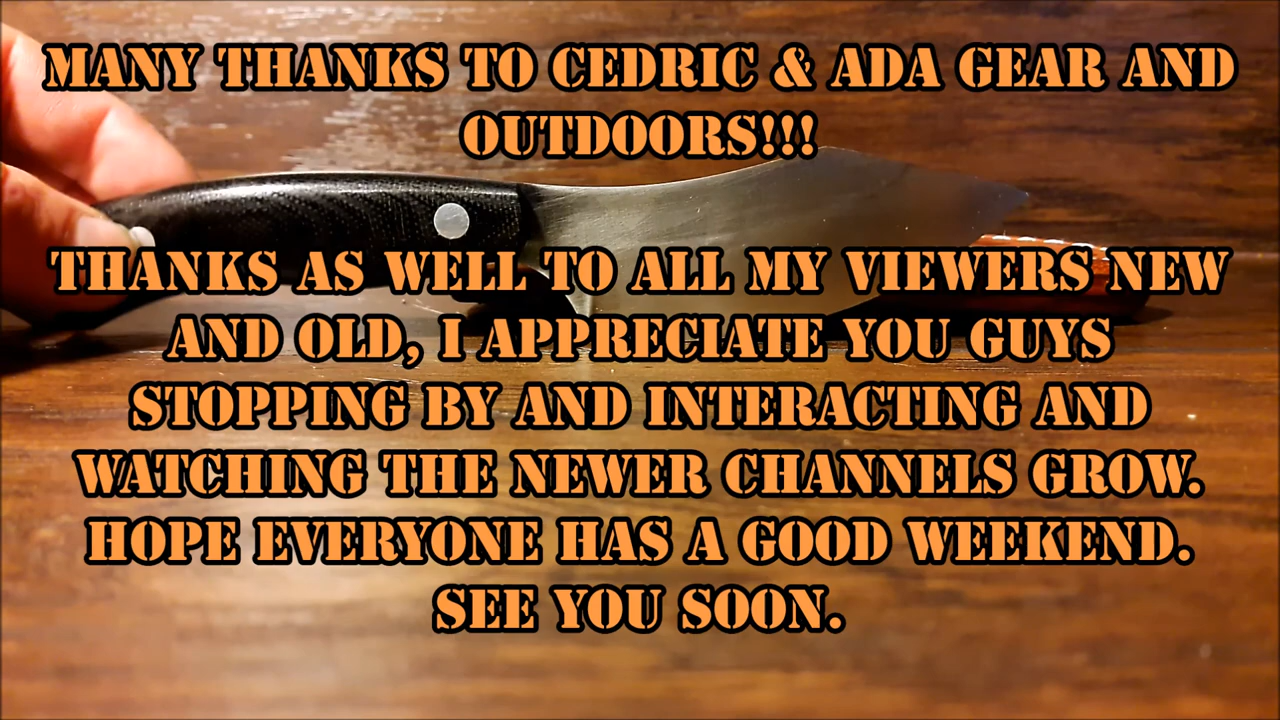 MANY THANKS TO CEDRIC & ADA GEAR AND
OUTDOORS!!!
THANKS AS WELL TO ALL MY VIEWERS NEW
AND OLD, I APPRECIATE YOU GUYS
STOPPING BY AND INTERACTING AND
WATCHING THE NEWER CHANNELS GROW.
HOPE EVERYONE HAS A GOOD WEEKEND.
SEE YOU SOON.